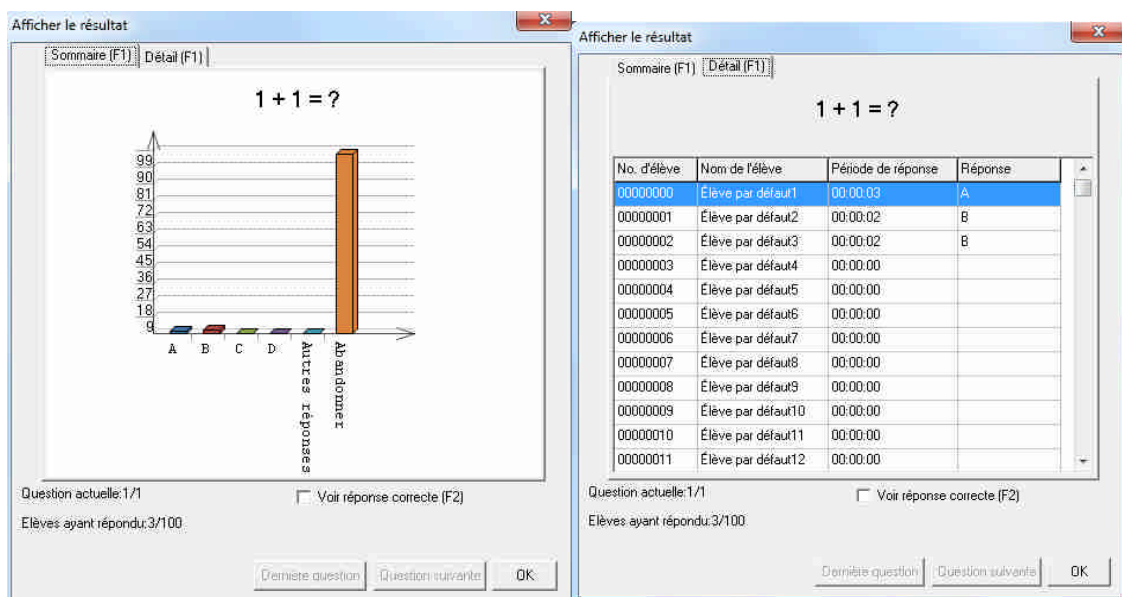 Afficher le résultat
Sommaire (F1) Détail (F1)
1 + 1 = ?
99
90
81
72
63
54
45
36
27
18
9
A B C D Autres réponses Abandonner
Question actuelle:1/1
Voir réponse correcte (F2)
Elèves ayant répondu:3/100
Dernière question Question suivante OK
Afficher le résultat
Sommaire (F1) Détail (F1)
1 + 1 = ?
No. d'élève Nom de l'élève Période de réponse Réponse
00000000 Élève par défaut1 00:00:03 A
00000001 Élève par défaut2 00:00:02 B
00000002 Élève par défaut3 00:00:02 B
00000003 Élève par défaut4 00:00:00
00000004 Élève par défaut5 00:00:00
00000005 Élève par défaut6 00:00:00
00000006 Élève par défaut7 00:00:00
00000007 Élève par défaut8 00:00:00
00000008 Élève par défaut9 00:00:00
00000009 Élève par défaut10 00:00:00
00000010 Élève par défaut11 00:00:00
00000011 Élève par défaut12 00:00:00
Question actuelle:1/1
Voir réponse correcte (F2)
Elèves ayant répondu:3/100
Dernière question Question suivante OK